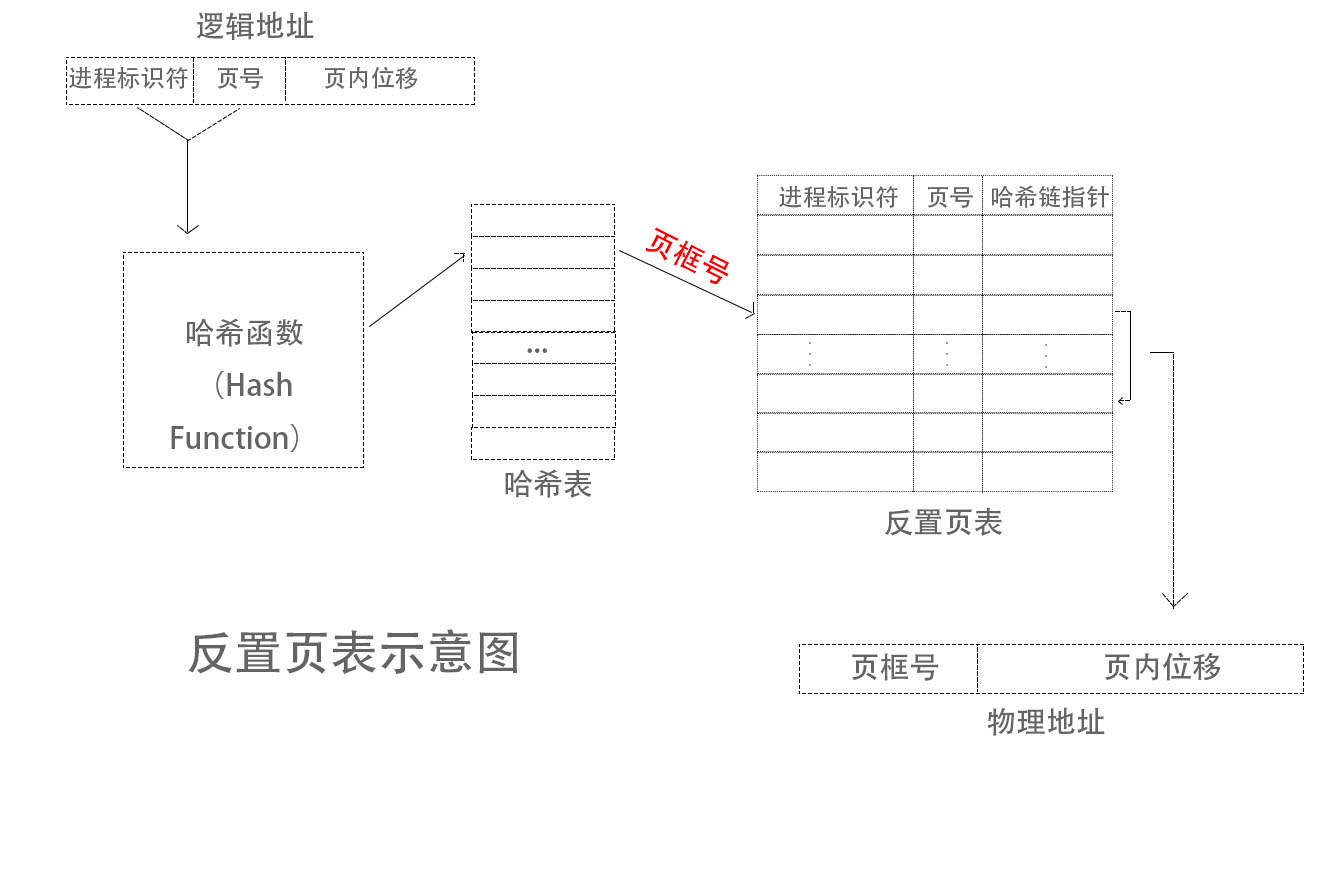 逻辑地址
进程标识符 页号 页内位移
进程标识符 页号 哈希链指针
页框号
哈希函数
（Hash
Function）
...
哈希表
反置页表
反置页表示意图
页框号 页内位移
物理地址